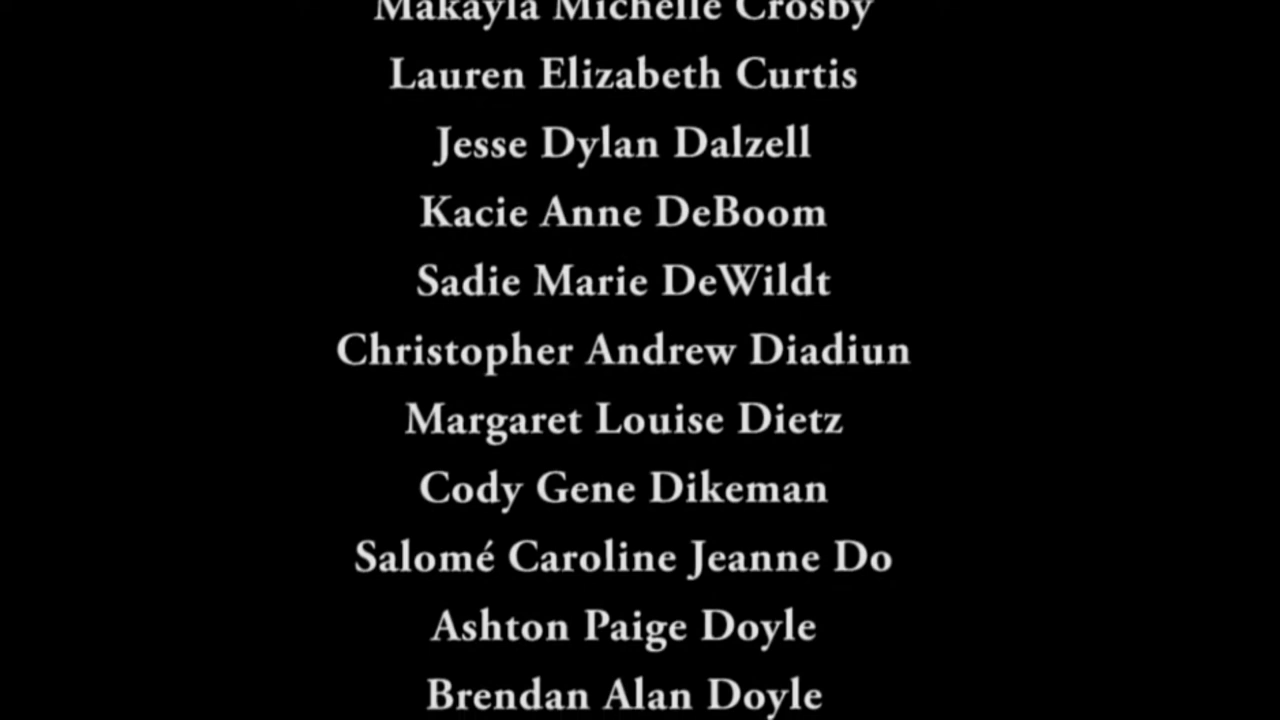 Makayla Michelle Crosby
Lauren Elizabeth Curtis
Jesse Dylan Dalzell
Kacie Anne DeBoom
Sadie Marie DeWildt
Christopher Andrew Diadiun
Margaret Louise Dietz
Cody Gene Dikeman
Salomé Caroline Jeanne Do
Ashton Paige Doyle
Brendan Alan Doyle